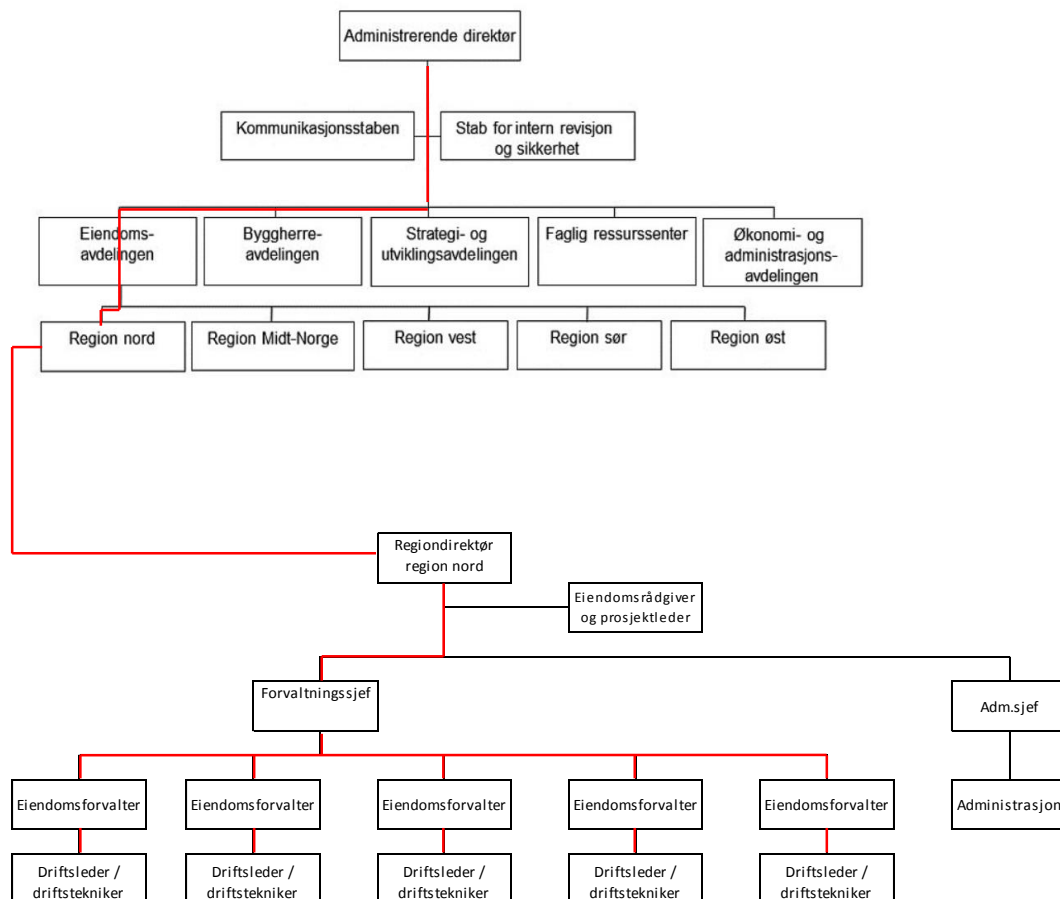 Administrerende direktør
Kommunikasjonsstaben
Stab for intern revisjon
og sikkerhet
Eiendoms-
avdelingen
Byggherre-
avdelingen
Strategi- og
utviklingsavdelingen
Faglig ressurssenter
Økonomi- og
administrasjons-
avdelingen
Region nord
Region Midt-Norge
Region vest
Region sør
Region øst
Regiondirektør
region nord
Eiendomsrådgiver
og prosjektleder
Forvaltningssjef
Adm.sjef
Eiendomsforvalter
Eiendomsforvalter
Eiendomsforvalter
Eiendomsforvalter
Eiendomsforvalter
Administrasjon
Driftsleder /
driftstekniker
Driftsleder /
driftstekniker
Driftsleder /
driftstekniker
Driftsleder /
driftstekniker
Driftsleder /
driftstekniker